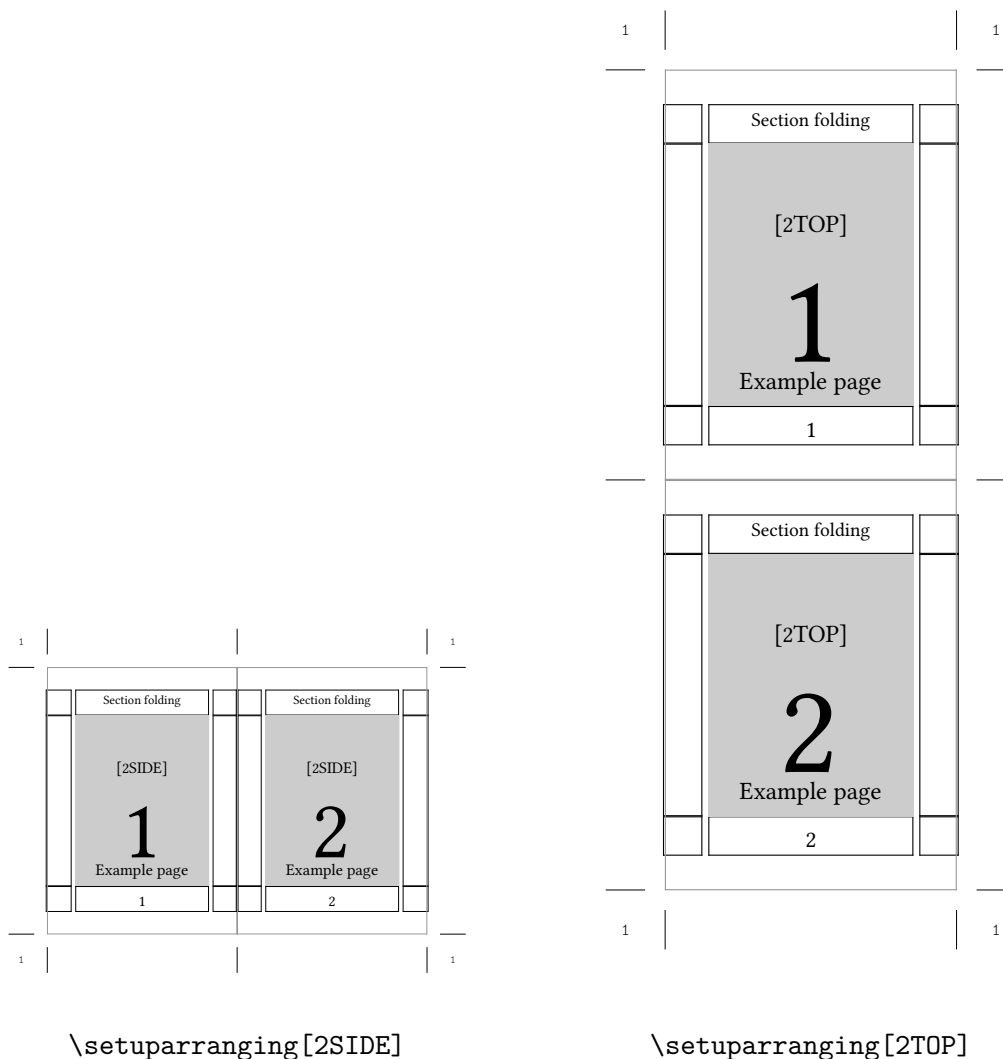 1 1
Section folding
[2TOP]
1
Example page
1
Section folding
[2TOP]
2
Example page
2
1 1
1 1
Section folding Section folding
[2SIDE] [2SIDE]
1 2
Example page Example page
1 2
1 1
\setuparranging[2SIDE] \setuparranging[2TOP]